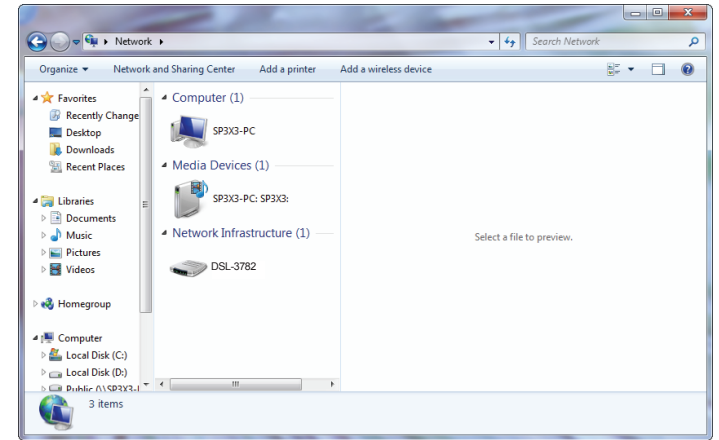 Network
Search Network
Organize
Network and Sharing Center
Add a printer
Add a wireless device
Favorites
Recently Change
Desktop
Downloads
Recent Places
Libraries
Documents
Music
Pictures
Videos
Homegroup
Computer
Local Disk (C:)
Local Disk (D:)
Public (\\SP3X3-
Computer (1)
SP3X3-PC
Media Devices (1)
SP3X3-PC: SP3X3:
Network Infrastructure (1)
DSL-3782
Select a file to preview.
3 items